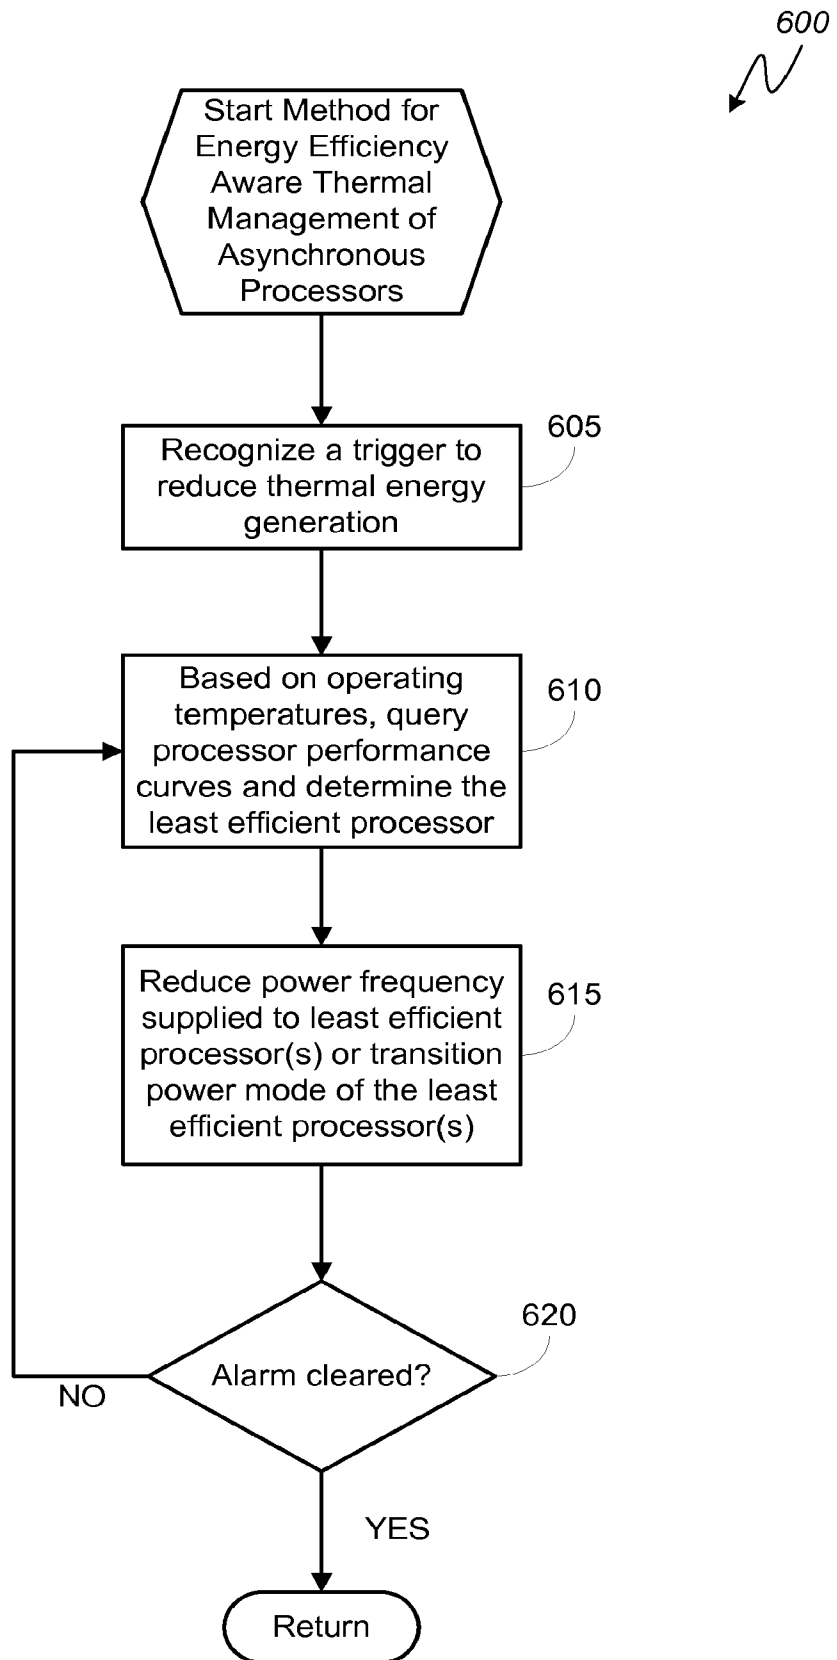 600
Start Method for
Energy Efficiency
Aware Thermal
Management of
Asynchronous
Processors
605
Recognize a trigger to
reduce thermal energy
generation
610
Based on operating
temperatures, query
processor performance
curves and determine the
least efficient processor
615
Reduce power frequency
supplied to least efficient
processor(s) or transition
power mode of the least
efficient processor(s)
620
Alarm cleared?
NO
YES
Return